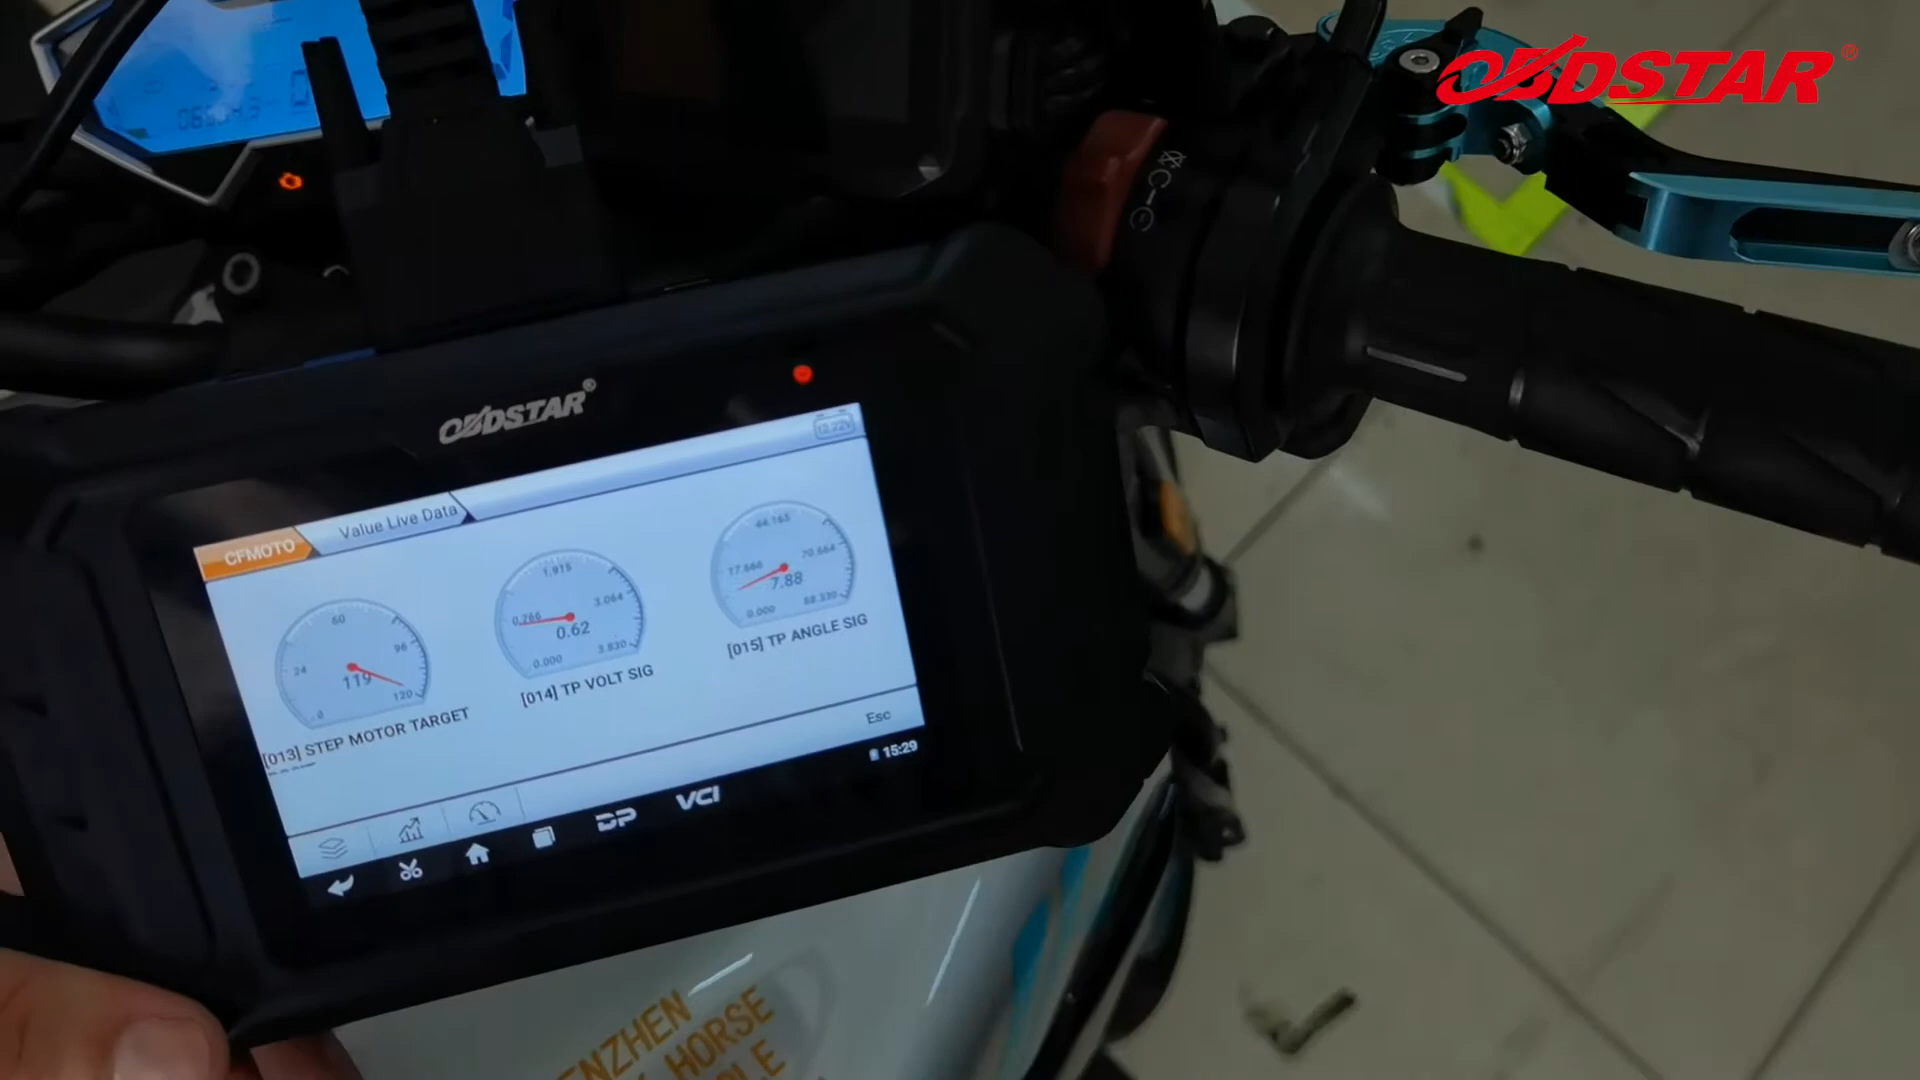 OBDSTAR®
OBDSTAR®
12.22V
CFMOTO
Value Live Data
60
24
96
119
0
120
[013] STEP MOTOR TARGET
1.915
0.766
3.064
0.62
0.000
3.830
[014] TP VOLT SIG
44.165
17.666
70.664
7.88
0.000
88.330
[015] TP ANGLE SIG
Esc
15:29
DP
VCI
HORSE